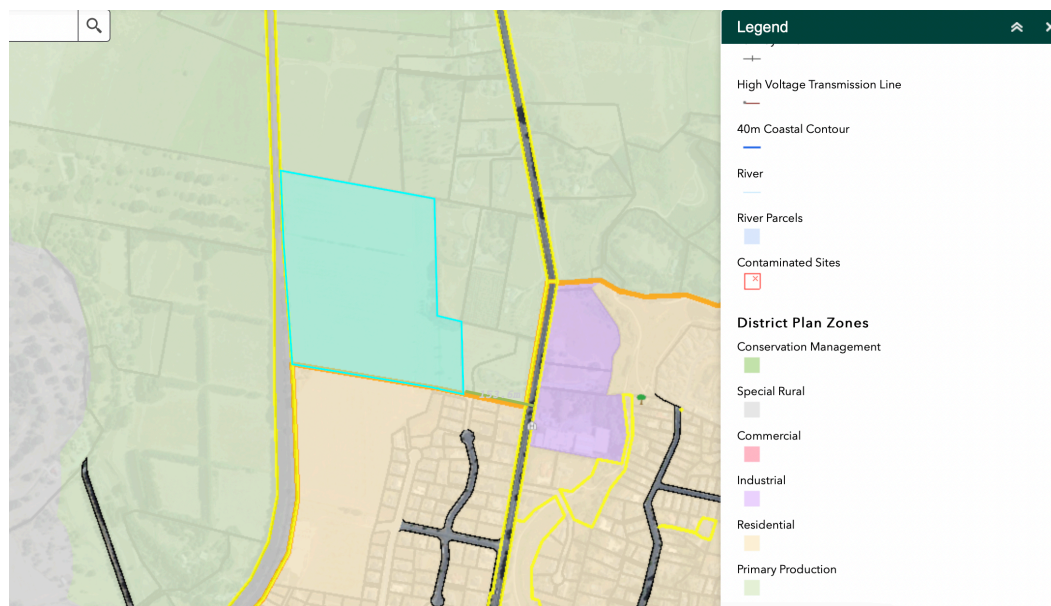 Legend
High Voltage Transmission Line
40m Coastal Contour
River
River Parcels
Contaminated Sites
District Plan Zones
Conservation Management
Special Rural
Commercial
Industrial
Residential
Primary Production